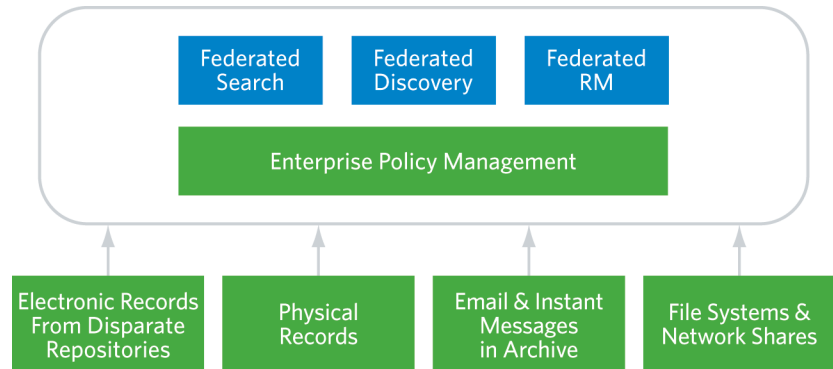 Federated
Search
Federated
Discovery
Federated
RM
Enterprise Policy Management
Electronic Records
From Disparate
Repositories
Physical
Records
Email & Instant
Messages
in Archive
File Systems &
Network Shares